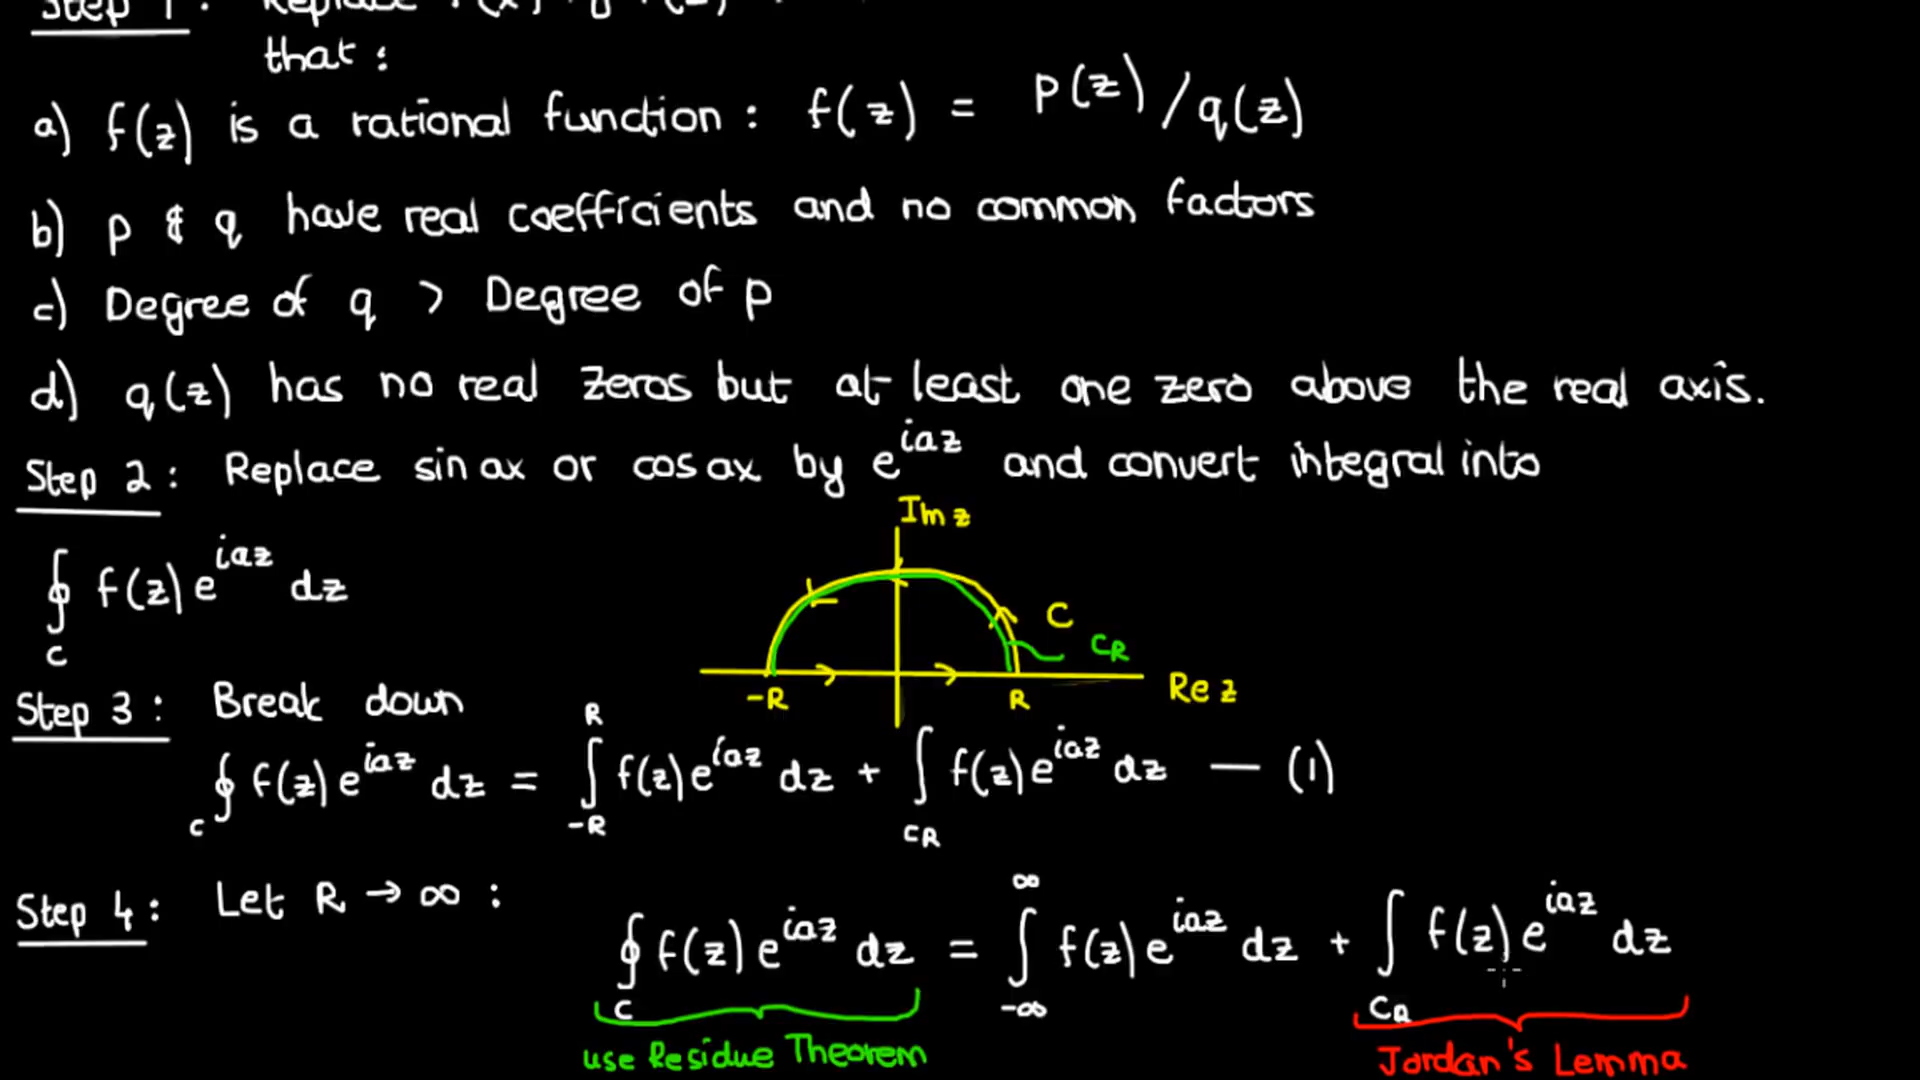 Step 1 : Replace
that :
a) f(z) is a rational function : f(z) = p(z)/q(z)
b) p & q have real coefficients and no common factors
c) Degree of q > Degree of p
d) q(z) has no real zeros but at least one zero above the real axis.
Step 2 : Replace sin ax or cos ax by e^{iaz} and convert integral into
∮_C f(z) e^{iaz} dz
Im z
C
C_R
-R R Re z
Step 3 : Break down
∮_C f(z) e^{iaz} dz = ∫_{-R}^{R} f(z) e^{iaz} dz + ∫_{C_R} f(z) e^{iaz} dz — (1)
Step 4 : Let R → ∞ :
∮_C f(z) e^{iaz} dz = ∫_{-∞}^{∞} f(z) e^{iaz} dz + ∫_{C_R} f(z) e^{iaz} dz
use Residue Theorem Jordan's Lemma